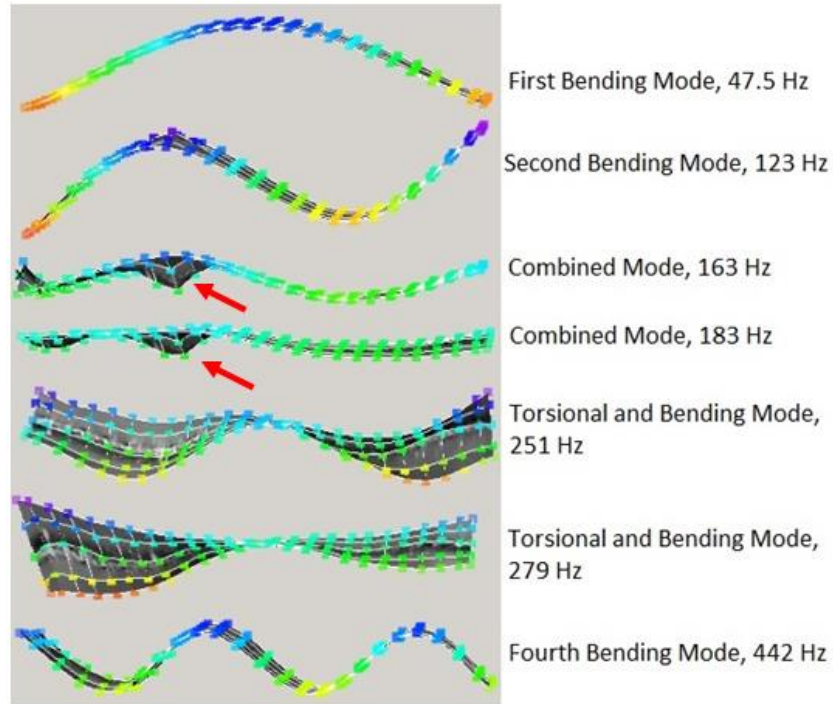 First Bending Mode, 47.5 Hz
Second Bending Mode, 123 Hz
Combined Mode, 163 Hz
Combined Mode, 183 Hz
Torsional and Bending Mode,
251 Hz
Torsional and Bending Mode,
279 Hz
Fourth Bending Mode, 442 Hz